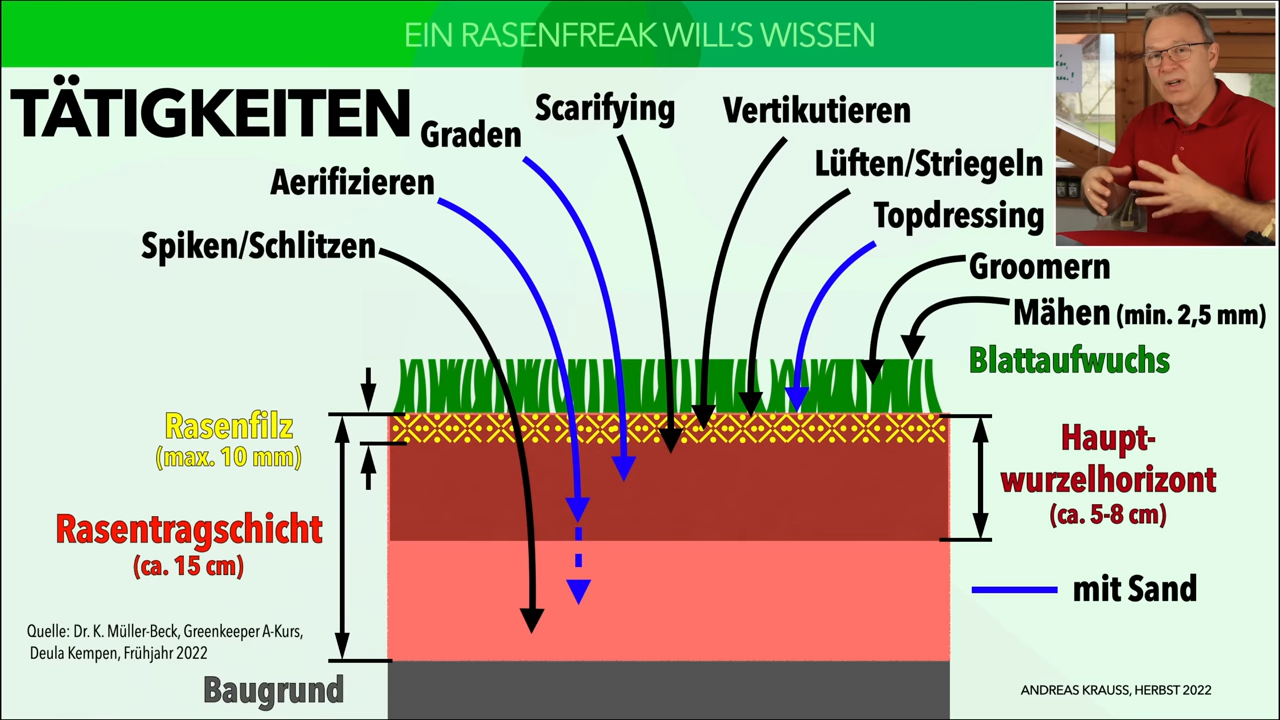 EIN RASENFREAK WILL'S WISSEN
TÄTIGKEITEN
Scarifying
Vertikutieren
Graden
Lüften/Striegeln
Aerifizieren
Topdressing
Spiken/Schlitzen
Groomern
Mähen (min. 2,5 mm)
Blattaufwuchs
Rasenfilz
(max. 10 mm)
Haupt-
wurzelhorizont
(ca. 5-8 cm)
Rasentragschicht
(ca. 15 cm)
mit Sand
Quelle: Dr. K. Müller-Beck, Greenkeeper A-Kurs,
Deula Kempen, Frühjahr 2022
Baugrund
ANDREAS KRAUSS, HERBST 2022